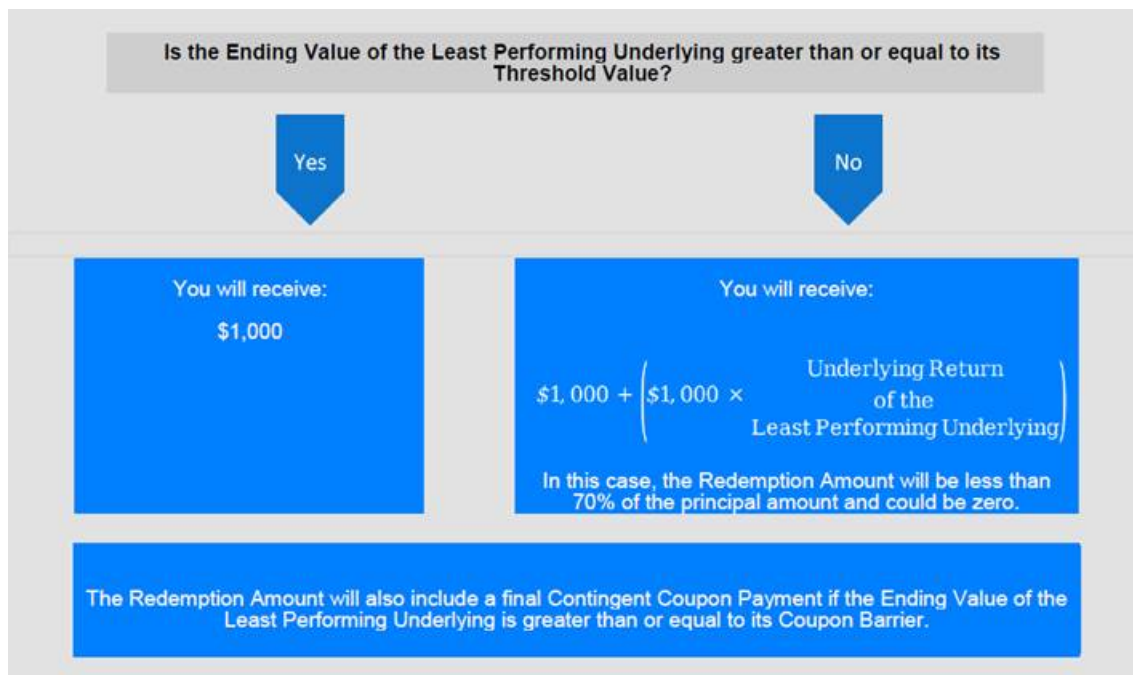 Is the Ending Value of the Least Performing Underlying greater than or equal to its
Threshold Value?
Yes
No
You will receive:
$1,000
You will receive:
Underlying Return
$1, 000 + ($1, 000 × of the
Least Performing Underlying)
In this case, the Redemption Amount will be less than
70% of the principal amount and could be zero.
The Redemption Amount will also include a final Contingent Coupon Payment if the Ending Value of the
Least Performing Underlying is greater than or equal to its Coupon Barrier.